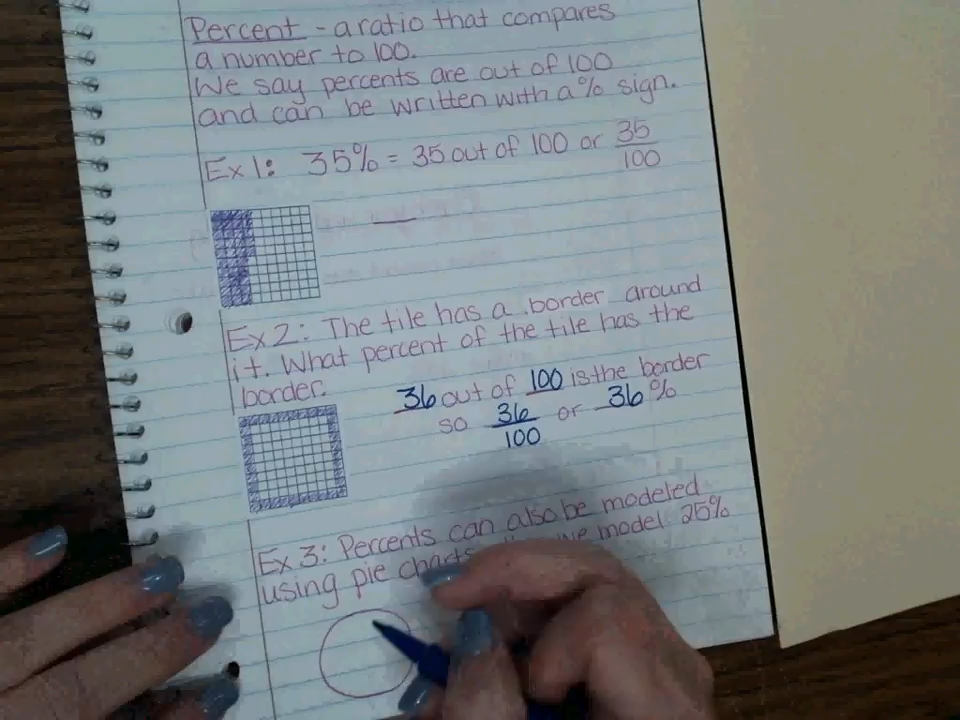 Percent - a ratio that compares
a number to 100.
We say percents are out of 100
and can be written with a % sign.
Ex 1: 35% = 35 out of 100 or 35/100
Ex 2: The tile has a border around
it. What percent of the tile has the
border.
36 out of 100 is the border
so 36/100 or 36%
Ex 3: Percents can also be modeled
using pie charts. we model 25%